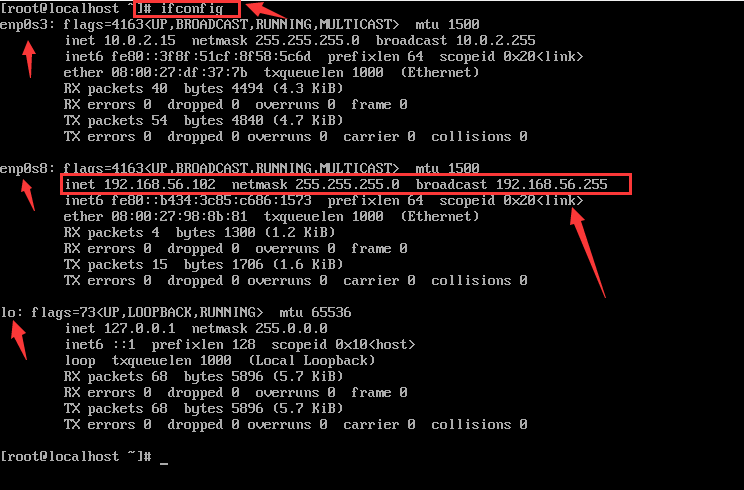 [root@localhost ~]# ifconfig
enp0s3: flags=4163<UP,BROADCAST,RUNNING,MULTICAST>  mtu 1500
        inet 10.0.2.15  netmask 255.255.255.0  broadcast 10.0.2.255
        inet6 fe80::3f8f:51cf:8f58:5c6d  prefixlen 64  scopeid 0x20<link>
        ether 08:00:27:df:37:7b  txqueuelen 1000  (Ethernet)
        RX packets 40  bytes 4494 (4.3 KiB)
        RX errors 0  dropped 0  overruns 0  frame 0
        TX packets 54  bytes 4840 (4.7 KiB)
        TX errors 0  dropped 0 overruns 0  carrier 0  collisions 0

enp0s8: flags=4163<UP,BROADCAST,RUNNING,MULTICAST>  mtu 1500
        inet 192.168.56.102  netmask 255.255.255.0  broadcast 192.168.56.255
        inet6 fe80::b434:3c85:c686:1573  prefixlen 64  scopeid 0x20<link>
        ether 08:00:27:98:8b:81  txqueuelen 1000  (Ethernet)
        RX packets 4  bytes 1300 (1.2 KiB)
        RX errors 0  dropped 0  overruns 0  frame 0
        TX packets 15  bytes 1706 (1.6 KiB)
        TX errors 0  dropped 0 overruns 0  carrier 0  collisions 0

lo: flags=73<UP,LOOPBACK,RUNNING>  mtu 65536
        inet 127.0.0.1  netmask 255.0.0.0
        inet6 ::1  prefixlen 128  scopeid 0x10<host>
        loop  txqueuelen 1000  (Local Loopback)
        RX packets 68  bytes 5896 (5.7 KiB)
        RX errors 0  dropped 0  overruns 0  frame 0
        TX packets 68  bytes 5896 (5.7 KiB)
        TX errors 0  dropped 0 overruns 0  carrier 0  collisions 0

[root@localhost ~]# _